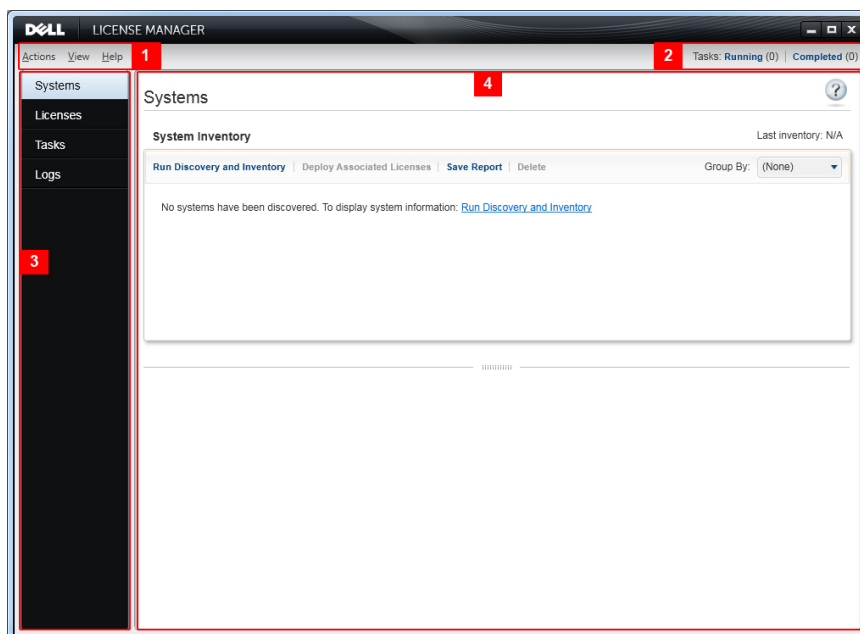 DELL LICENSE MANAGER
Actions View Help 1 2 Tasks: Running (0) | Completed (0)
Systems
Licenses
Tasks
Logs
3
4
Systems
?
System Inventory Last inventory: N/A
Run Discovery and Inventory | Deploy Associated Licenses | Save Report | Delete Group By: (None)
No systems have been discovered. To display system information: Run Discovery and Inventory